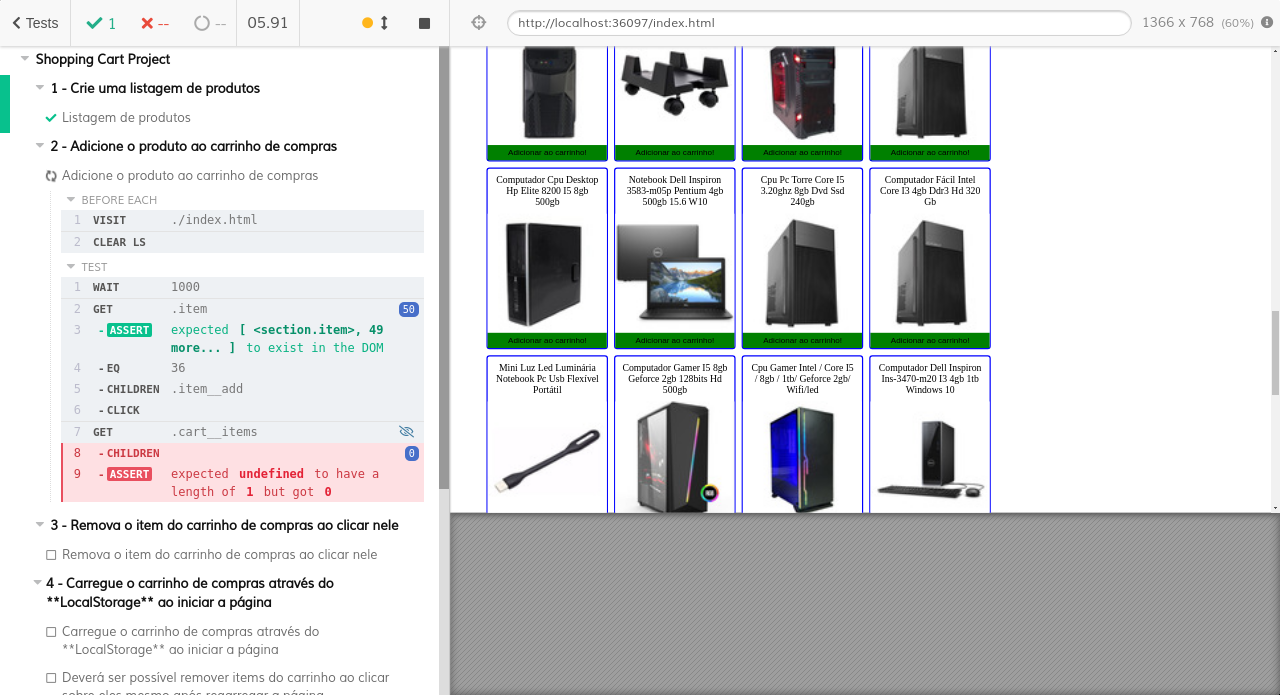 Tests
1
--
--
05.91
http://localhost:36097/index.html
1366 x 768 (60%)
Shopping Cart Project
1 - Crie uma listagem de produtos
Listagem de produtos
2 - Adicione o produto ao carrinho de compras
Adicione o produto ao carrinho de compras
BEFORE EACH
1 VISIT ./index.html
2 CLEAR LS
TEST
1 WAIT 1000
2 GET .item 50
3 -ASSERT expected [ <section.item>, 49
more... ] to exist in the DOM
4 -EQ 36
5 -CHILDREN .item__add
6 -CLICK
7 GET .cart__items
8 -CHILDREN 0
9 -ASSERT expected undefined to have a
length of 1 but got 0
3 - Remova o item do carrinho de compras ao clicar nele
Remova o item do carrinho de compras ao clicar nele
4 - Carregue o carrinho de compras através do
**LocalStorage** ao iniciar a página
Carregue o carrinho de compras através do
**LocalStorage** ao iniciar a página
Deverá ser possível remover items do carrinho ao clicar
sobre eles mesmo após regarregar a página
Adicionar ao carrinho!
Adicionar ao carrinho!
Adicionar ao carrinho!
Adicionar ao carrinho!
Computador Cpu Desktop
Hp Elite 8200 I5 8gb
500gb
Adicionar ao carrinho!
Notebook Dell Inspiron
3583-m05p Pentium 4gb
500gb 15.6 W10
Adicionar ao carrinho!
Cpu Pc Torre Core I5
3.20ghz 8gb Dvd Ssd
240gb
Adicionar ao carrinho!
Computador Fácil Intel
Core I3 4gb Ddr3 Hd 320
Gb
Adicionar ao carrinho!
Mini Luz Led Luminária
Notebook Pc Usb Flexível
Portátil
Computador Gamer I5 8gb
Geforce 2gb 128bits Hd
500gb
Cpu Gamer Intel / Core I5
/ 8gb / 1tb/ Geforce 2gb/
Wifi/led
Computador Dell Inspiron
Ins-3470-m20 I3 4gb 1tb
Windows 10